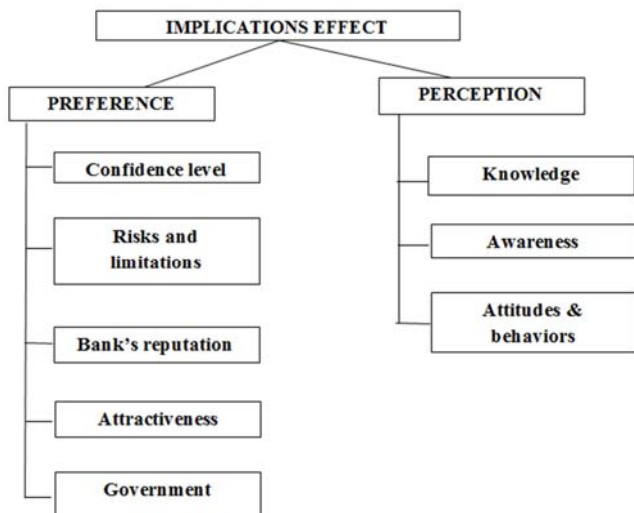 IMPLICATIONS EFFECT
PREFERENCE
Confidence level
Risks and
limitations
Bank's reputation
Attractiveness
Government
PERCEPTION
Knowledge
Awareness
Attitudes &
behaviors